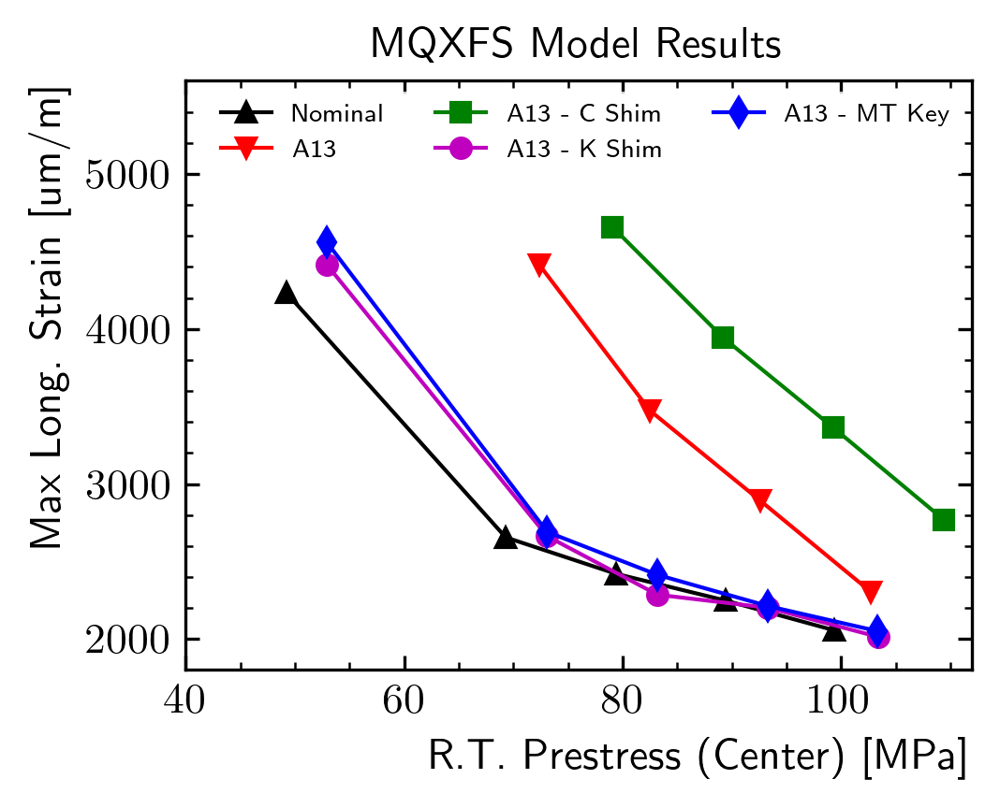 MQXFS Model Results
Nominal
A13
A13 - C Shim
A13 - K Shim
A13 - MT Key
Max Long. Strain [um/m]
5000
4000
3000
2000
40 60 80 100
R.T. Prestress (Center) [MPa]